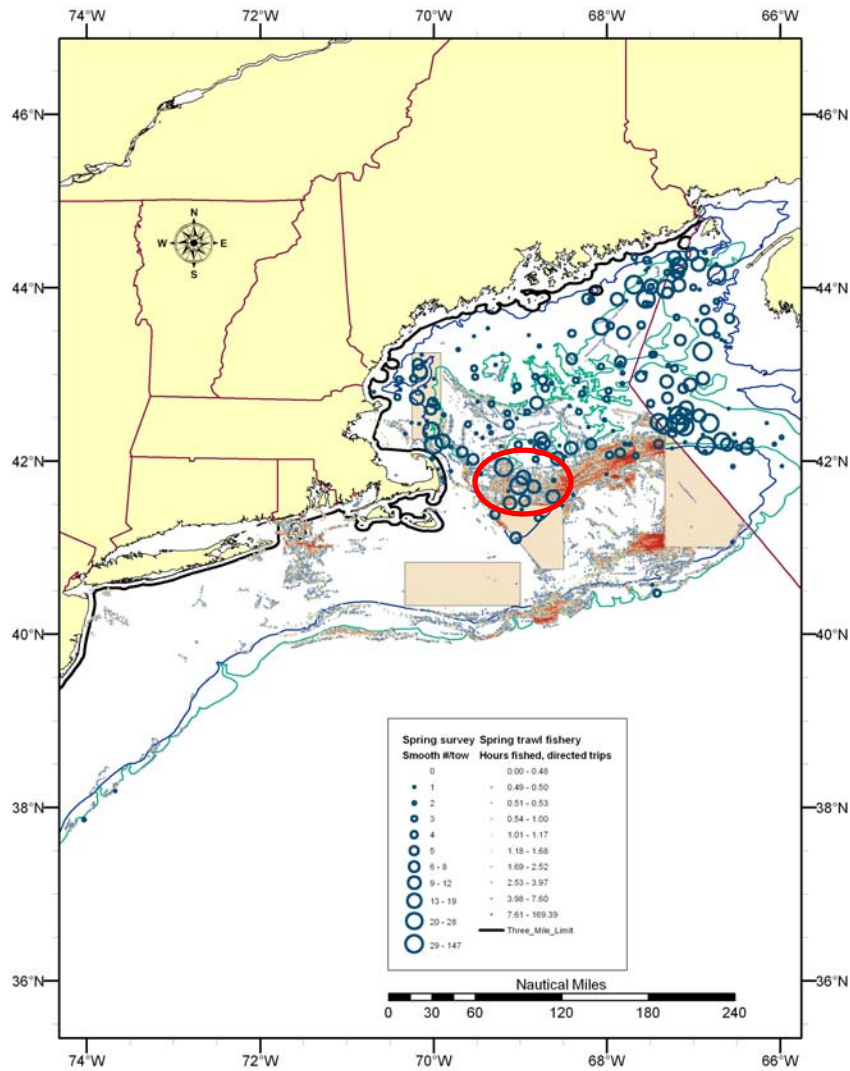 74°W 72°W 70°W 68°W 66°W
46°N 46°N
N
W E
S
44°N 44°N
42°N 42°N
40°N 40°N
38°N 38°N
36°N 36°N
Spring survey Spring trawl fishery
Smooth #/tow Hours fished, directed trips
0 0.00 - 0.48
1 0.49 - 0.50
2 0.51 - 0.53
3 0.54 - 1.00
4 1.01 - 1.17
5 1.18 - 1.68
6 - 8 1.69 - 2.52
9 - 12 2.53 - 3.97
13 - 19 3.98 - 7.60
20 - 28 7.61 - 169.39
29 - 147 Three_Mile_Limit
Nautical Miles
0 30 60 120 180 240
74°W 72°W 70°W 68°W 66°W